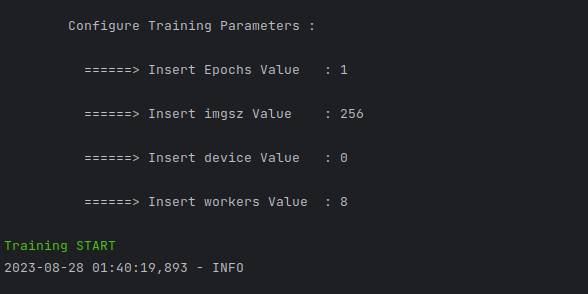 Configure Training Parameters :
======> Insert Epochs Value   : 1
======> Insert imgsz Value    : 256
======> Insert device Value   : 0
======> Insert workers Value  : 8
Training START
2023-08-28 01:40:19,893 - INFO